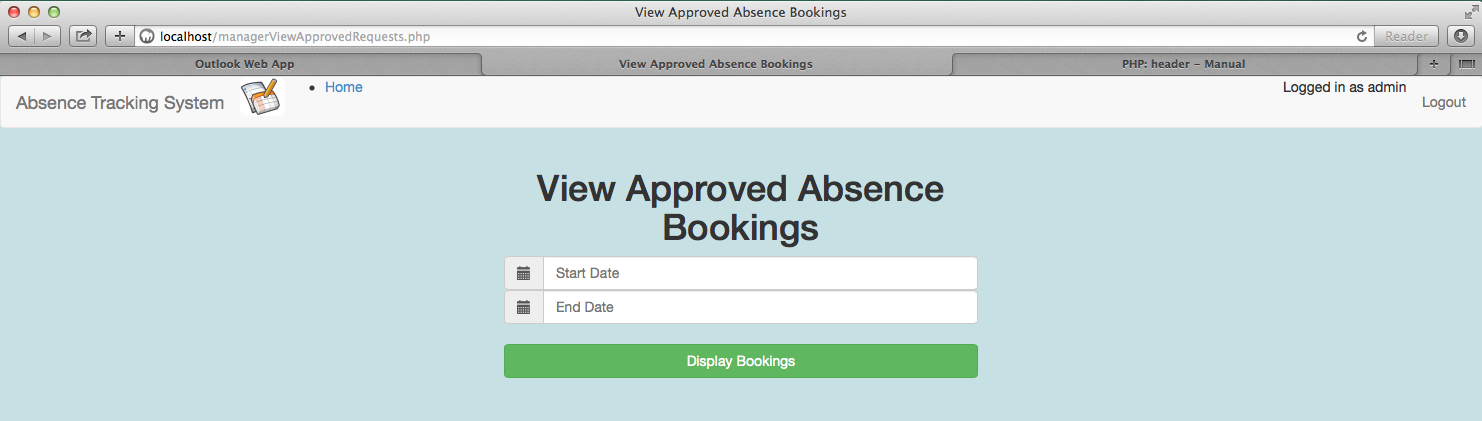 View Approved Absence Bookings
localhost/managerViewApprovedRequests.php
Reader
Outlook Web App
View Approved Absence Bookings
PHP: header - Manual
Absence Tracking System
Home
Logged in as admin
Logout
View Approved Absence
Bookings
Start Date
End Date
Display Bookings